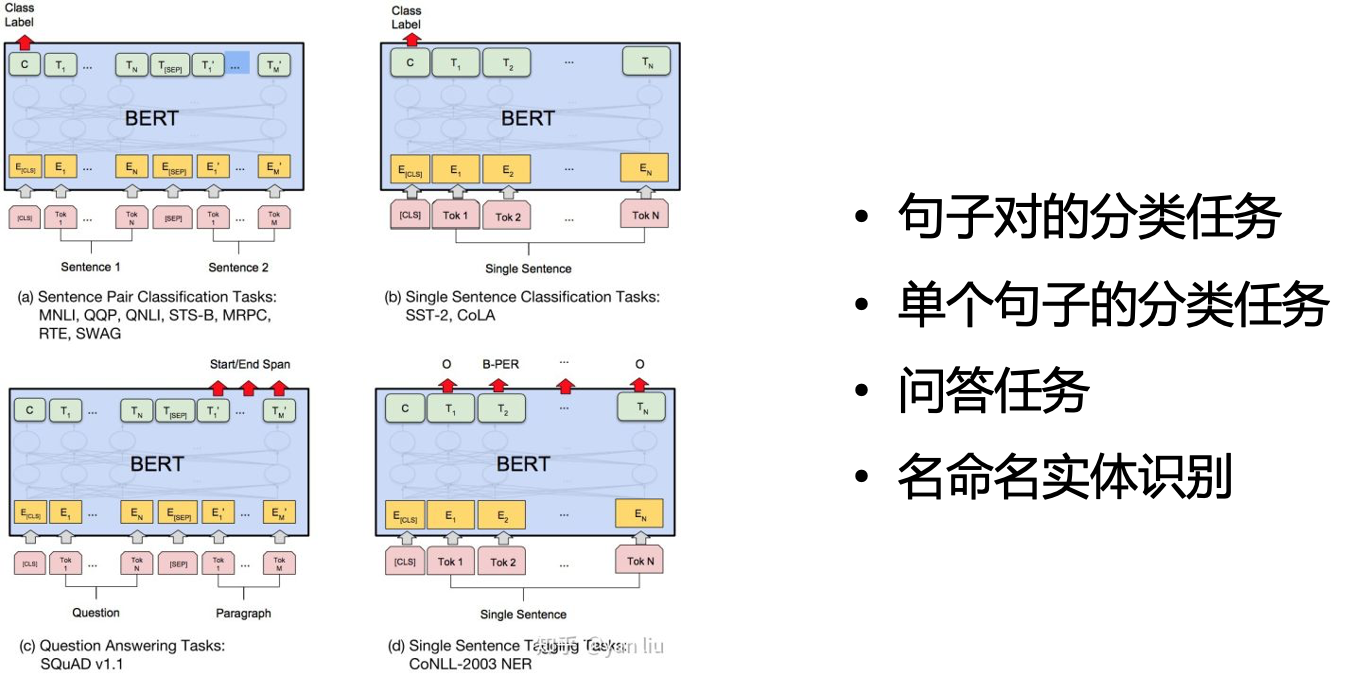 Class
Label
C T1 ... TN T[SEP] T1' ... TM'
BERT
E[CLS] E1 ... EN E[SEP] E1' ... EM'
[CLS] Tok 1 ... Tok N [SEP] Tok 1 ... Tok M
Sentence 1 Sentence 2
(a) Sentence Pair Classification Tasks:
MNLI, QQP, QNLI, STS-B, MRPC,
RTE, SWAG
Class
Label
C T1 T2 ... TN
BERT
E[CLS] E1 E2 ... EN
[CLS] Tok 1 Tok 2 ... Tok N
Single Sentence
(b) Single Sentence Classification Tasks:
SST-2, CoLA
Start/End Span
C T1 ... TN T[SEP] T1' ... TM'
BERT
E[CLS] E1 ... EN E[SEP] E1' ... EM'
[CLS] Tok 1 ... Tok N [SEP] Tok 1 ... Tok M
Question Paragraph
(c) Question Answering Tasks:
SQuAD v1.1
O B-PER ... O
C T1 T2 ... TN
BERT
E[CLS] E1 E2 ... EN
[CLS] Tok 1 Tok 2 ... Tok N
Single Sentence
(d) Single Sentence Tagging Tasks:
CoNLL-2003 NER
知乎 @yan liu
• 句子对的分类任务
• 单个句子的分类任务
• 问答任务
• 名命名实体识别